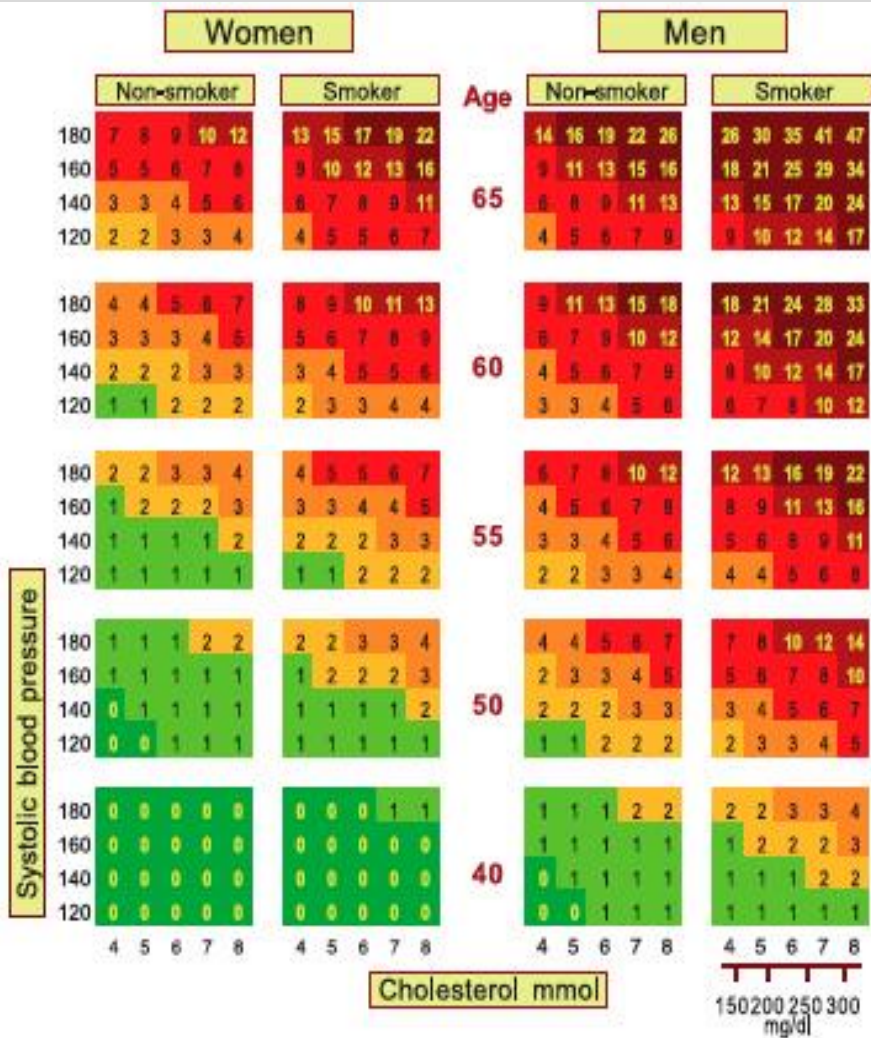 Women Men
Non-smoker Smoker Age Non-smoker Smoker
180 7 8 9 10 12 13 15 17 19 22 14 16 19 22 26 26 30 35 41 47
160 5 5 6 7 8 9 10 12 13 16 9 11 13 15 16 18 21 25 29 34
140 3 3 4 5 6 6 7 8 9 11 65 6 8 9 11 13 13 15 17 20 24
120 2 2 3 3 4 4 5 5 6 7 4 5 6 7 9 9 10 12 14 17
180 4 4 5 6 7 8 9 10 11 13 9 11 13 15 18 18 21 24 28 33
160 3 3 3 4 5 5 6 7 8 9 6 7 9 10 12 12 14 17 20 24
140 2 2 2 3 3 3 4 5 5 6 60 4 5 6 7 9 8 10 12 14 17
120 1 1 2 2 2 2 3 3 4 4 3 3 4 5 6 6 7 8 10 12
180 2 2 3 3 4 4 5 5 6 7 6 7 8 10 12 12 13 16 19 22
160 1 2 2 2 3 3 3 4 4 5 4 5 6 7 8 8 9 11 13 16
140 1 1 1 1 2 2 2 2 3 3 55 3 3 4 5 6 5 6 8 9 11
120 1 1 1 1 1 1 1 2 2 2 2 2 3 3 4 4 4 5 6 8
180 1 1 1 2 2 2 2 3 3 4 4 4 5 6 7 7 8 10 12 14
160 1 1 1 1 1 1 2 2 2 3 2 3 3 4 5 5 6 7 8 10
140 0 1 1 1 1 1 1 1 1 2 50 2 2 2 3 3 3 4 5 6 7
120 0 0 1 1 1 1 1 1 1 1 1 1 2 2 2 2 3 3 4 5
180 0 0 0 0 0 0 0 0 1 1 1 1 1 2 2 2 2 3 3 4
160 0 0 0 0 0 0 0 0 0 0 1 1 1 1 1 1 2 2 2 3
140 0 0 0 0 0 0 0 0 0 0 40 0 1 1 1 1 1 1 1 2 2
120 0 0 0 0 0 0 0 0 0 0 0 0 1 1 1 1 1 1 1 1
4 5 6 7 8 4 5 6 7 8 4 5 6 7 8 4 5 6 7 8
Systolic blood pressure
Cholesterol mmol
150 200 250 300
mg/dl